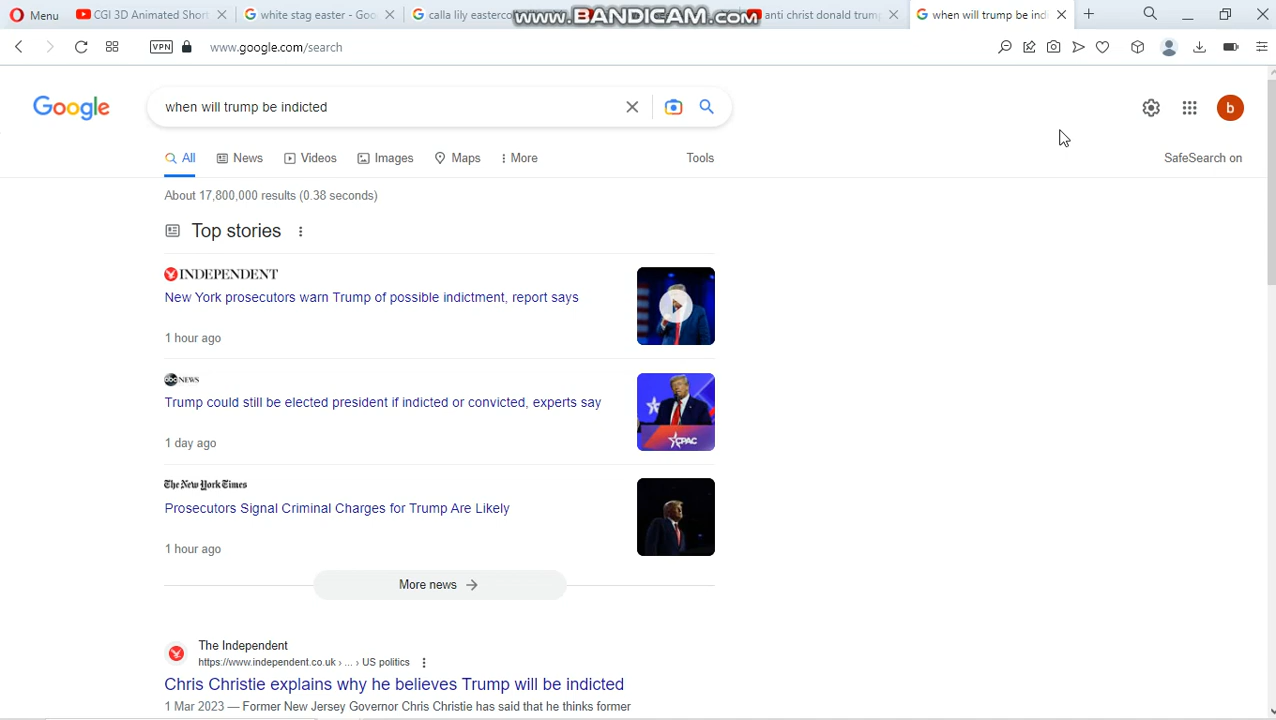 Menu
CGI 3D Animated Short
white stag easter - Goo
calla lily easterco
www.BANDICAM.com
anti christ donald trump
when will trump be ind
VPN
www.google.com/search
Google
when will trump be indicted
b
All
News
Videos
Images
Maps
More
Tools
SafeSearch on
About 17,800,000 results (0.38 seconds)
Top stories
INDEPENDENT
New York prosecutors warn Trump of possible indictment, report says
1 hour ago
abc NEWS
Trump could still be elected president if indicted or convicted, experts say
CPAC
1 day ago
The New York Times
Prosecutors Signal Criminal Charges for Trump Are Likely
1 hour ago
More news
The Independent
https://www.independent.co.uk › ... › US politics
Chris Christie explains why he believes Trump will be indicted
1 Mar 2023 — Former New Jersey Governor Chris Christie has said that he thinks former